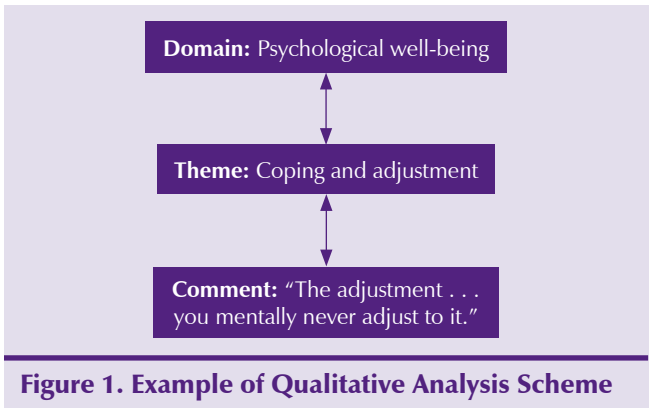 Domain: Psychological well-being
Theme: Coping and adjustment
Comment: “The adjustment . . .
you mentally never adjust to it.”
Figure 1. Example of Qualitative Analysis Scheme